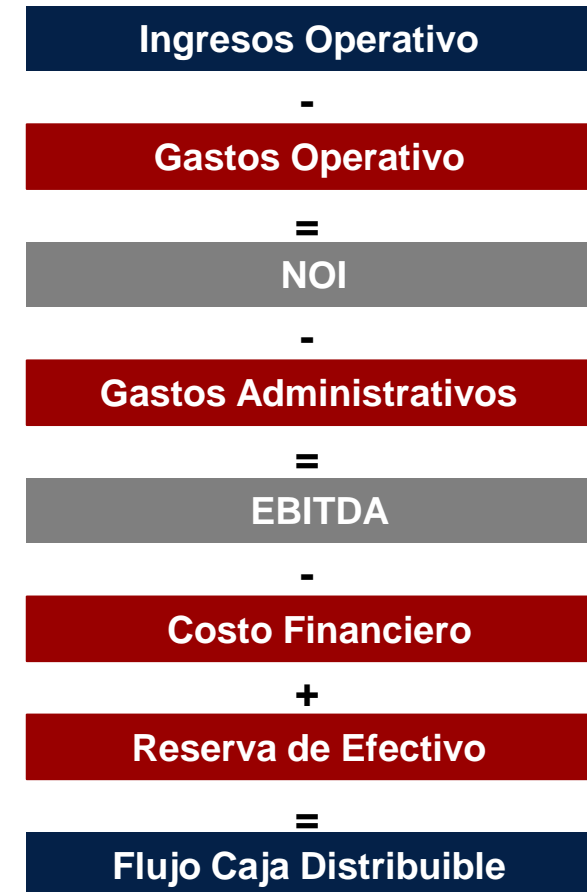 Ingresos Operativo
-
Gastos Operativo
=
NOI
-
Gastos Administrativos
=
EBITDA
-
Costo Financiero
+
Reserva de Efectivo
=
Flujo Caja Distribuible